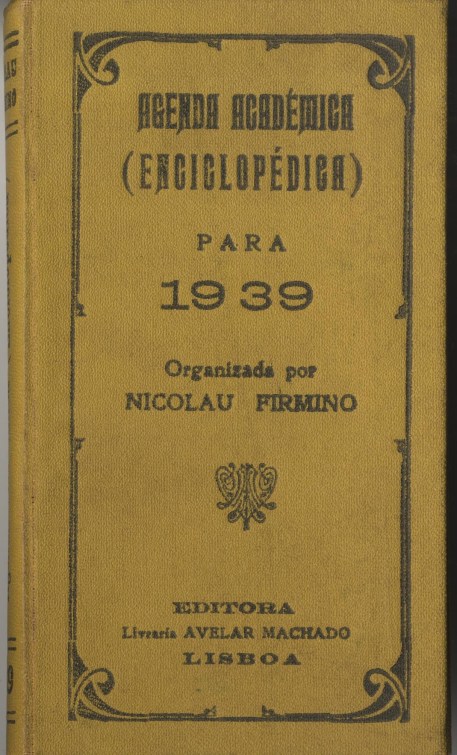 AGENDA ACADÉMICA
(ENCICLOPÉDICA)
PARA
1939
Organizada por
NICOLAU FIRMINO
EDITORA
Livraria AVELAR MACHADO
LISBOA